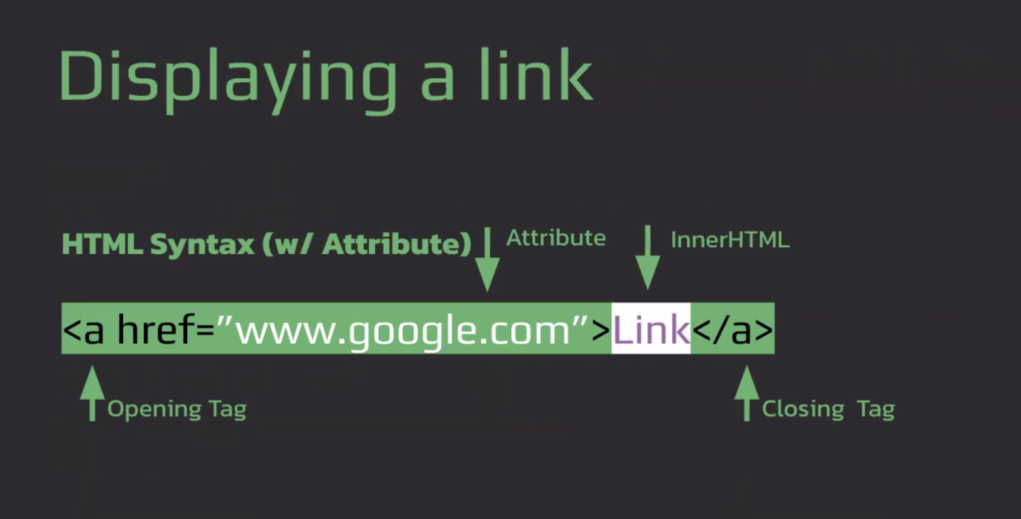 Displaying a link
HTML Syntax (w/ Attribute) Attribute InnerHTML
<a href=”www.google.com”>Link</a>
Opening Tag Closing Tag